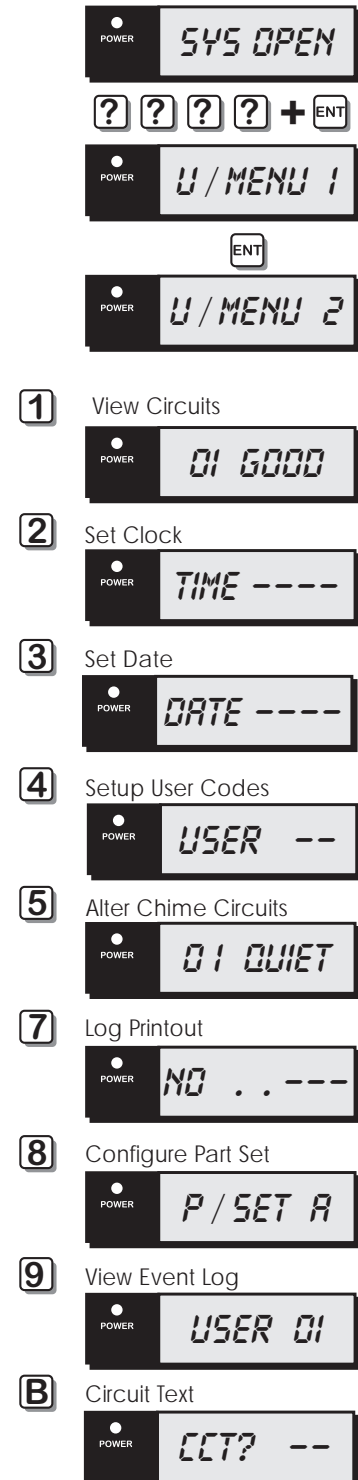 POWER SYS OPEN
? ? ? ? + ENT
POWER U/MENU 1
ENT
POWER U/MENU 2
1 View Circuits
POWER 01 GOOD
2 Set Clock
POWER TIME ----
3 Set Date
POWER DATE ----
4 Setup User Codes
POWER USER --
5 Alter Chime Circuits
POWER 01 QUIET
7 Log Printout
POWER NO ..---
8 Configure Part Set
POWER P/SET A
9 View Event Log
POWER USER 01
B Circuit Text
POWER CCT? --